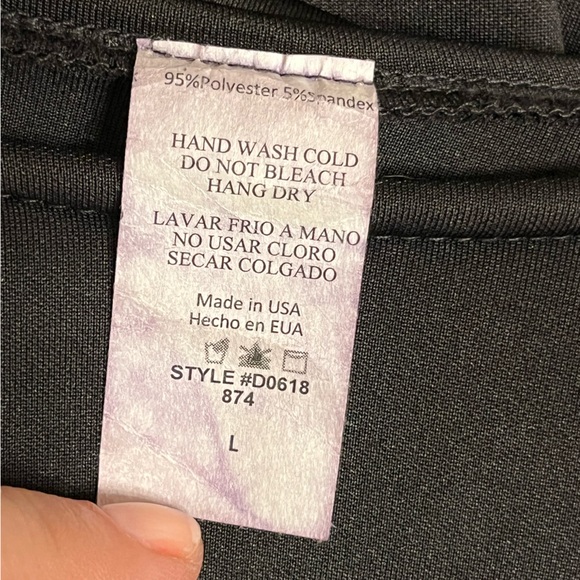 95%Polyester 5%Spandex
HAND WASH COLD
DO NOT BLEACH
HANG DRY
LAVAR FRIO A MANO
NO USAR CLORO
SECAR COLGADO
Made in USA
Hecho en EUA
STYLE #D0618
874
L